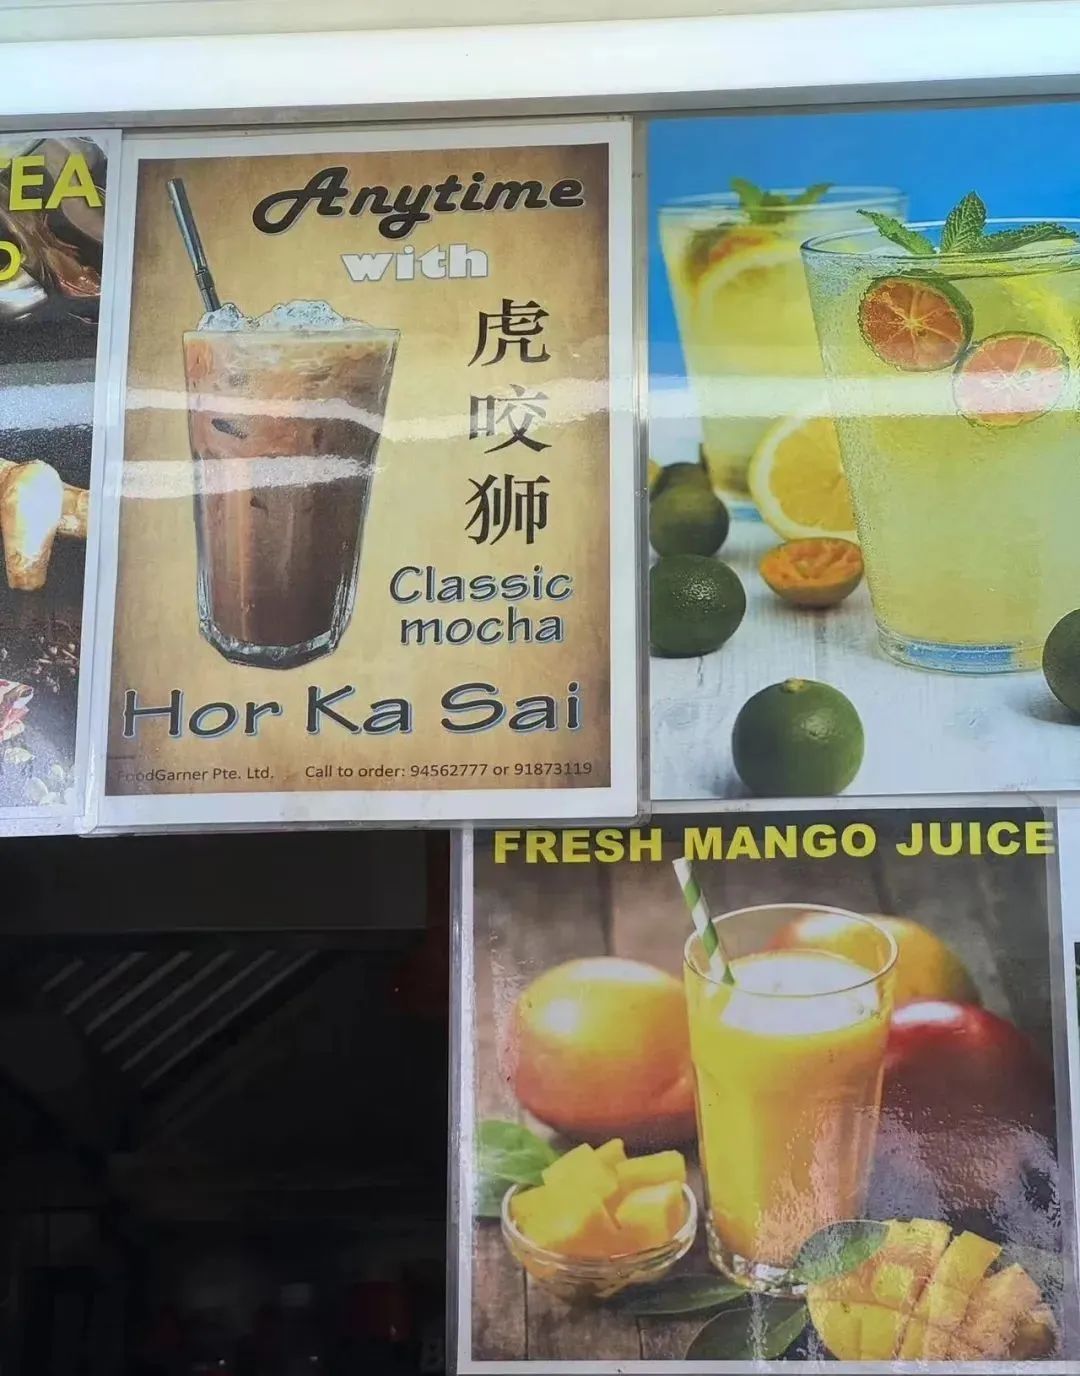 TEA
Anytime
with
虎
咬
狮
Classic
mocha
Hor Ka Sai
FoodGarner Pte. Ltd. Call to order: 94562777 or 91873119
FRESH MANGO JUICE